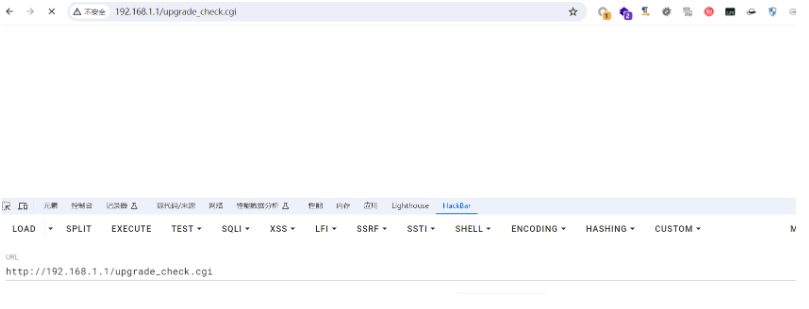 不安全 192.168.1.1/upgrade_check.cgi
1 2
元素 控制台 记录器 源代码/来源 网络 性能数据分析 性能 内存 应用 Lighthouse HackBar
LOAD SPLIT EXECUTE TEST SQLI XSS LFI SSRF SSTI SHELL ENCODING HASHING CUSTOM M
URL
http://192.168.1.1/upgrade_check.cgi